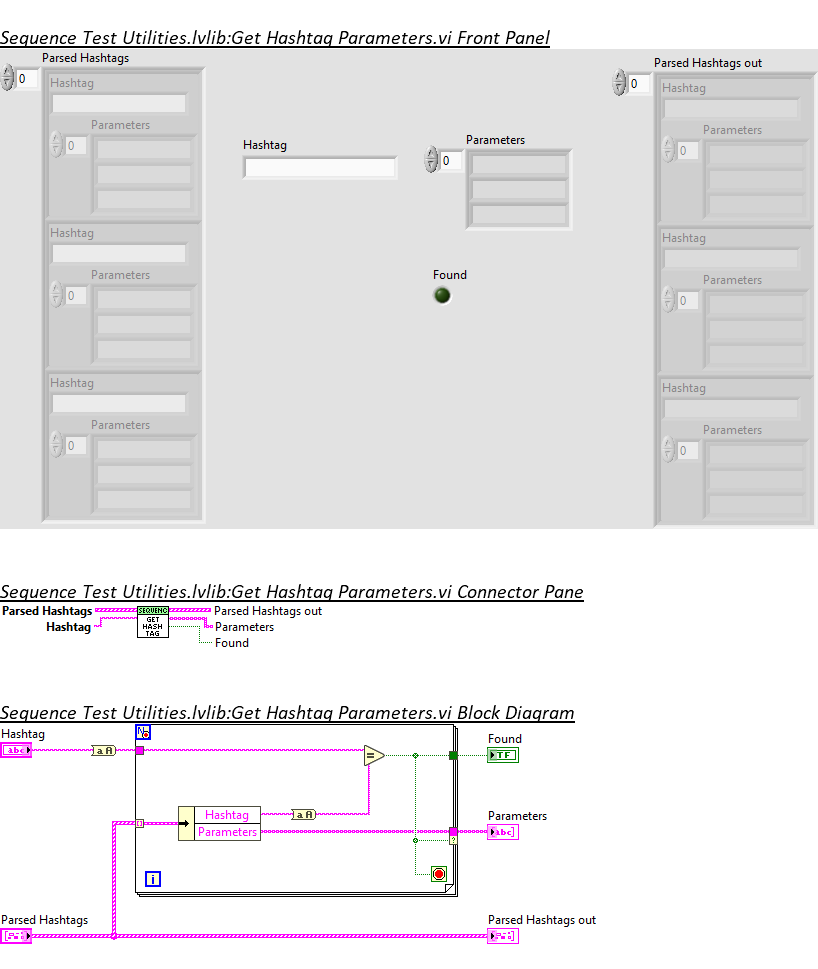 Sequence Test Utilities.lvlib:Get Hashtag Parameters.vi Front Panel
Parsed Hashtags
0
Hashtag
Parameters
0
Hashtag
Parameters
0
Hashtag
Parameters
0
Hashtag
Parameters
0
Found
Parsed Hashtags out
0
Hashtag
Parameters
0
Hashtag
Parameters
0
Hashtag
Parameters
0
Sequence Test Utilities.lvlib:Get Hashtag Parameters.vi Connector Pane
Parsed Hashtags
Hashtag
SEQUENC
GET
HASH
TAG
Parsed Hashtags out
Parameters
Found
Sequence Test Utilities.lvlib:Get Hashtag Parameters.vi Block Diagram
Hashtag
abc
aA
N
=
Found
TF
Hashtag
aA
Parameters
Parameters
abc
?
i
Parsed Hashtags
Parsed Hashtags out